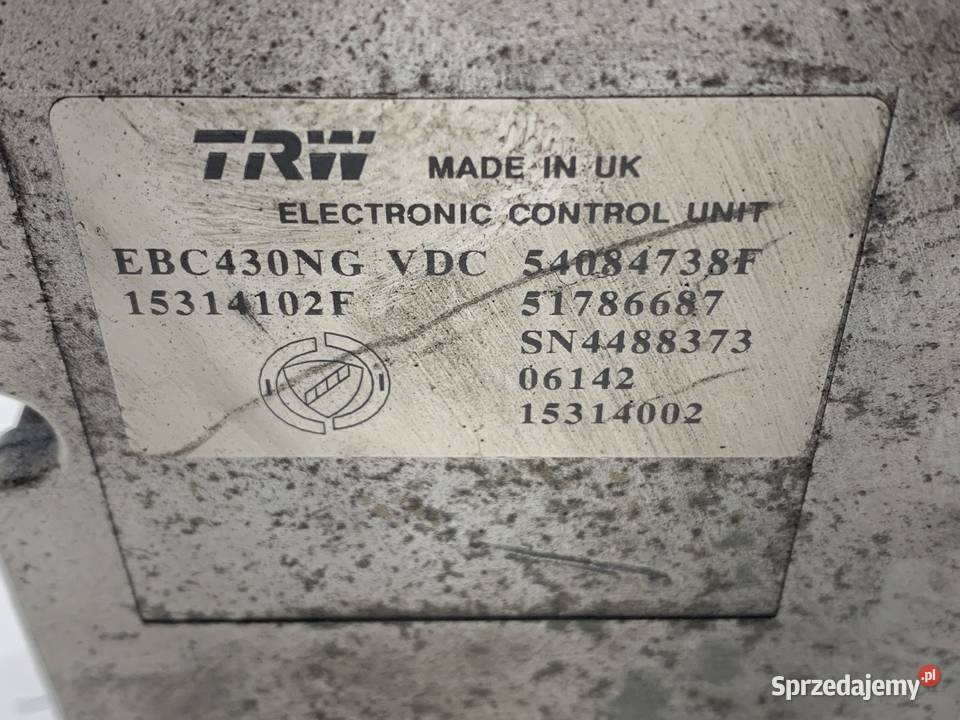 TRW MADE IN UK
ELECTRONIC CONTROL UNIT
EBC430NG VDC 54084738F
15314102F 51786687
SN4488373
06142
15314002
Sprzedajemy.pl